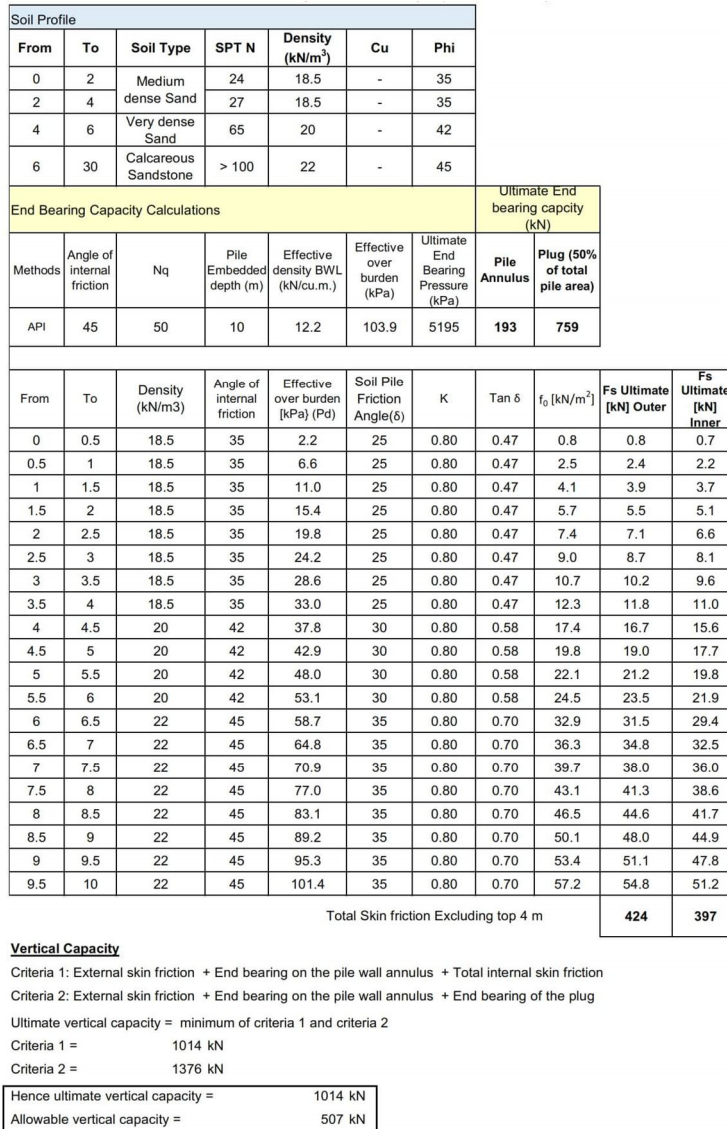 Soil Profile
From To Soil Type SPT N Density (kN/m³) Cu Phi
0 2 Medium dense Sand 24 18.5 - 35
2 4 27 18.5 - 35
4 6 Very dense Sand 65 20 - 42
6 30 Calcareous Sandstone > 100 22 - 45
End Bearing Capacity Calculations Ultimate End bearing capcity (kN)
Methods Angle of internal friction Nq Pile Embedded depth (m) Effective density BWL (kN/cu.m.) Effective over burden (kPa) Ultimate End Bearing Pressure (kPa) Pile Annulus Plug (50% of total pile area)
API 45 50 10 12.2 103.9 5195 193 759
From To Density (kN/m3) Angle of internal friction Effective over burden [kPa} (Pd) Soil Pile Friction Angle(δ) K Tan δ f₀ [kN/m²] Fs Ultimate [kN] Outer Fs Ultimate [kN] Inner
0 0.5 18.5 35 2.2 25 0.80 0.47 0.8 0.8 0.7
0.5 1 18.5 35 6.6 25 0.80 0.47 2.5 2.4 2.2
1 1.5 18.5 35 11.0 25 0.80 0.47 4.1 3.9 3.7
1.5 2 18.5 35 15.4 25 0.80 0.47 5.7 5.5 5.1
2 2.5 18.5 35 19.8 25 0.80 0.47 7.4 7.1 6.6
2.5 3 18.5 35 24.2 25 0.80 0.47 9.0 8.7 8.1
3 3.5 18.5 35 28.6 25 0.80 0.47 10.7 10.2 9.6
3.5 4 18.5 35 33.0 25 0.80 0.47 12.3 11.8 11.0
4 4.5 20 42 37.8 30 0.80 0.58 17.4 16.7 15.6
4.5 5 20 42 42.9 30 0.80 0.58 19.8 19.0 17.7
5 5.5 20 42 48.0 30 0.80 0.58 22.1 21.2 19.8
5.5 6 20 42 53.1 30 0.80 0.58 24.5 23.5 21.9
6 6.5 22 45 58.7 35 0.80 0.70 32.9 31.5 29.4
6.5 7 22 45 64.8 35 0.80 0.70 36.3 34.8 32.5
7 7.5 22 45 70.9 35 0.80 0.70 39.7 38.0 36.0
7.5 8 22 45 77.0 35 0.80 0.70 43.1 41.3 38.6
8 8.5 22 45 83.1 35 0.80 0.70 46.5 44.6 41.7
8.5 9 22 45 89.2 35 0.80 0.70 50.1 48.0 44.9
9 9.5 22 45 95.3 35 0.80 0.70 53.4 51.1 47.8
9.5 10 22 45 101.4 35 0.80 0.70 57.2 54.8 51.2
Total Skin friction Excluding top 4 m 424 397
Vertical Capacity
Criteria 1: External skin friction + End bearing on the pile wall annulus + Total internal skin friction
Criteria 2: External skin friction + End bearing on the pile wall annulus + End bearing of the plug
Ultimate vertical capacity = minimum of criteria 1 and criteria 2
Criteria 1 = 1014 kN
Criteria 2 = 1376 kN
Hence ultimate vertical capacity = 1014 kN
Allowable vertical capacity = 507 kN